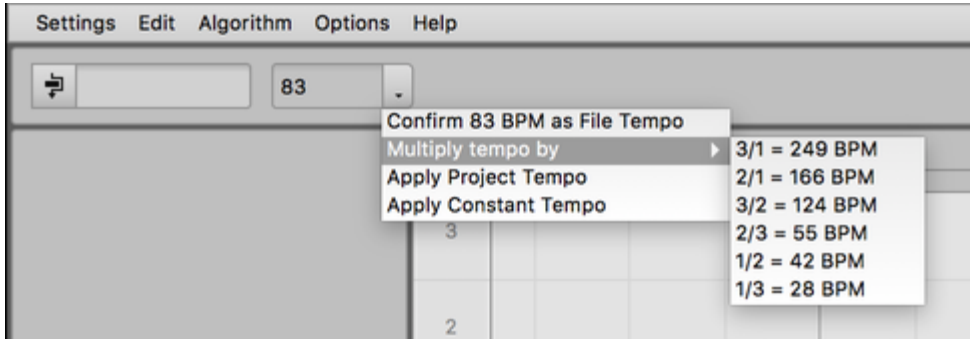 Settings Edit Algorithm Options Help
83
Confirm 83 BPM as File Tempo
Multiply tempo by
Apply Project Tempo
Apply Constant Tempo
3/1 = 249 BPM
2/1 = 166 BPM
3/2 = 124 BPM
2/3 = 55 BPM
1/2 = 42 BPM
1/3 = 28 BPM
3
2